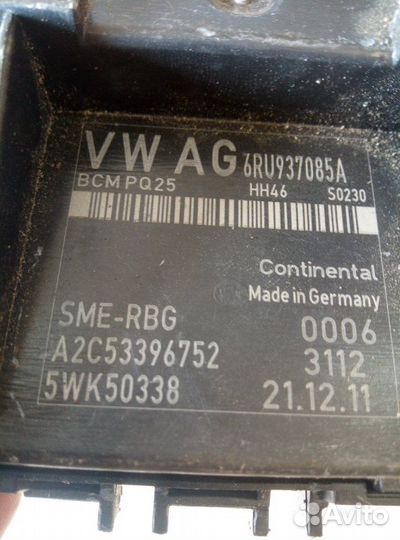 VW AG 6RU937085A
BCM PQ25 HH46 S0230
Continental
Made in Germany
SME-RBG 0006
A2C53396752 3112
5WK50338 21.12.11
Avito